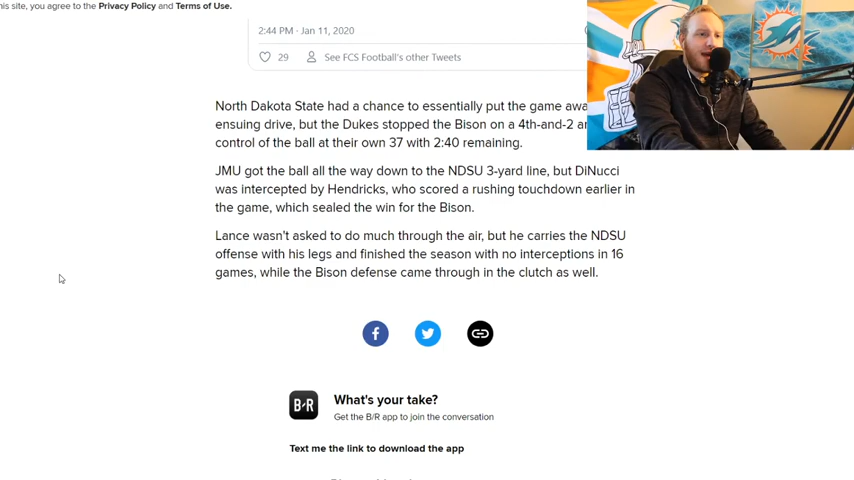 his site, you agree to the Privacy Policy and Terms of Use.
2:44 PM · Jan 11, 2020
29 See FCS Football's other Tweets
North Dakota State had a chance to essentially put the game
ensuing drive, but the Dukes stopped the Bison on a 4th-and-2
control of the ball at their own 37 with 2:40 remaining.
JMU got the ball all the way down to the NDSU 3-yard line, but DiNucci
was intercepted by Hendricks, who scored a rushing touchdown earlier in
the game, which sealed the win for the Bison.
Lance wasn't asked to do much through the air, but he carries the NDSU
offense with his legs and finished the season with no interceptions in 16
games, while the Bison defense came through in the clutch as well.
B/R
What's your take?
Get the B/R app to join the conversation
Text me the link to download the app